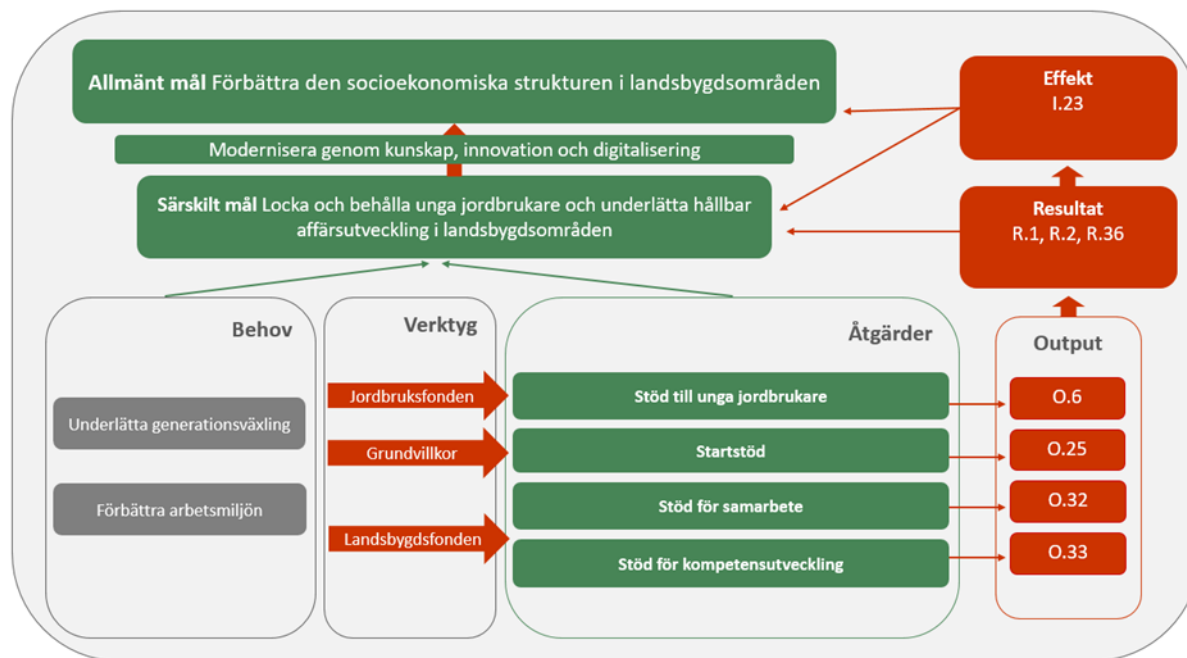 Allmänt mål Förbättra den socioekonomiska strukturen i landsbygdsområden
Effekt
I.23
Modernisera genom kunskap, innovation och digitalisering
Särskilt mål Locka och behålla unga jordbrukare och underlätta hållbar
affärsutveckling i landsbygdsområden
Resultat
R.1, R.2, R.36
Behov
Underlätta generationsväxling
Förbättra arbetsmiljön
Verktyg
Jordbruksfonden
Grundvillkor
Landsbygdsfonden
Åtgärder
Stöd till unga jordbrukare
Startstöd
Stöd för samarbete
Stöd för kompetensutveckling
Output
O.6
O.25
O.32
O.33